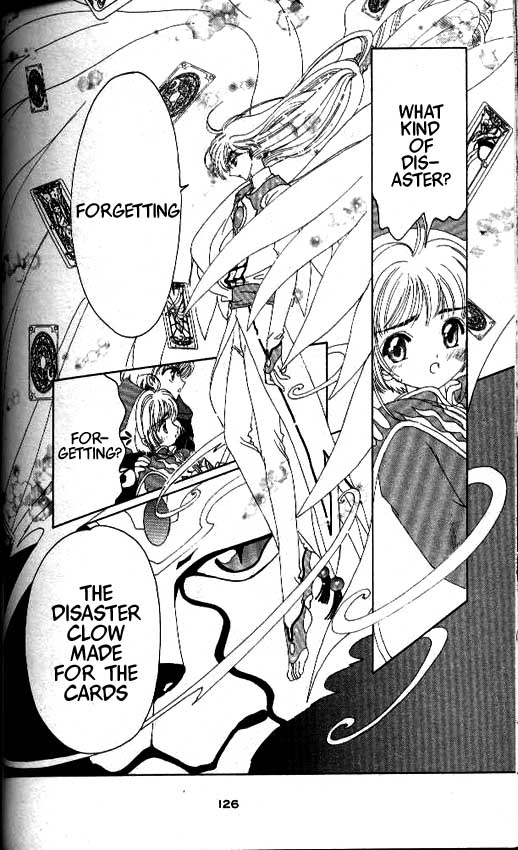 WHAT
KIND
OF
DIS-
ASTER?
FORGETTING
FOR-
GETTING?
THE
DISASTER
CLOW
MADE
FOR THE
CARDS
126